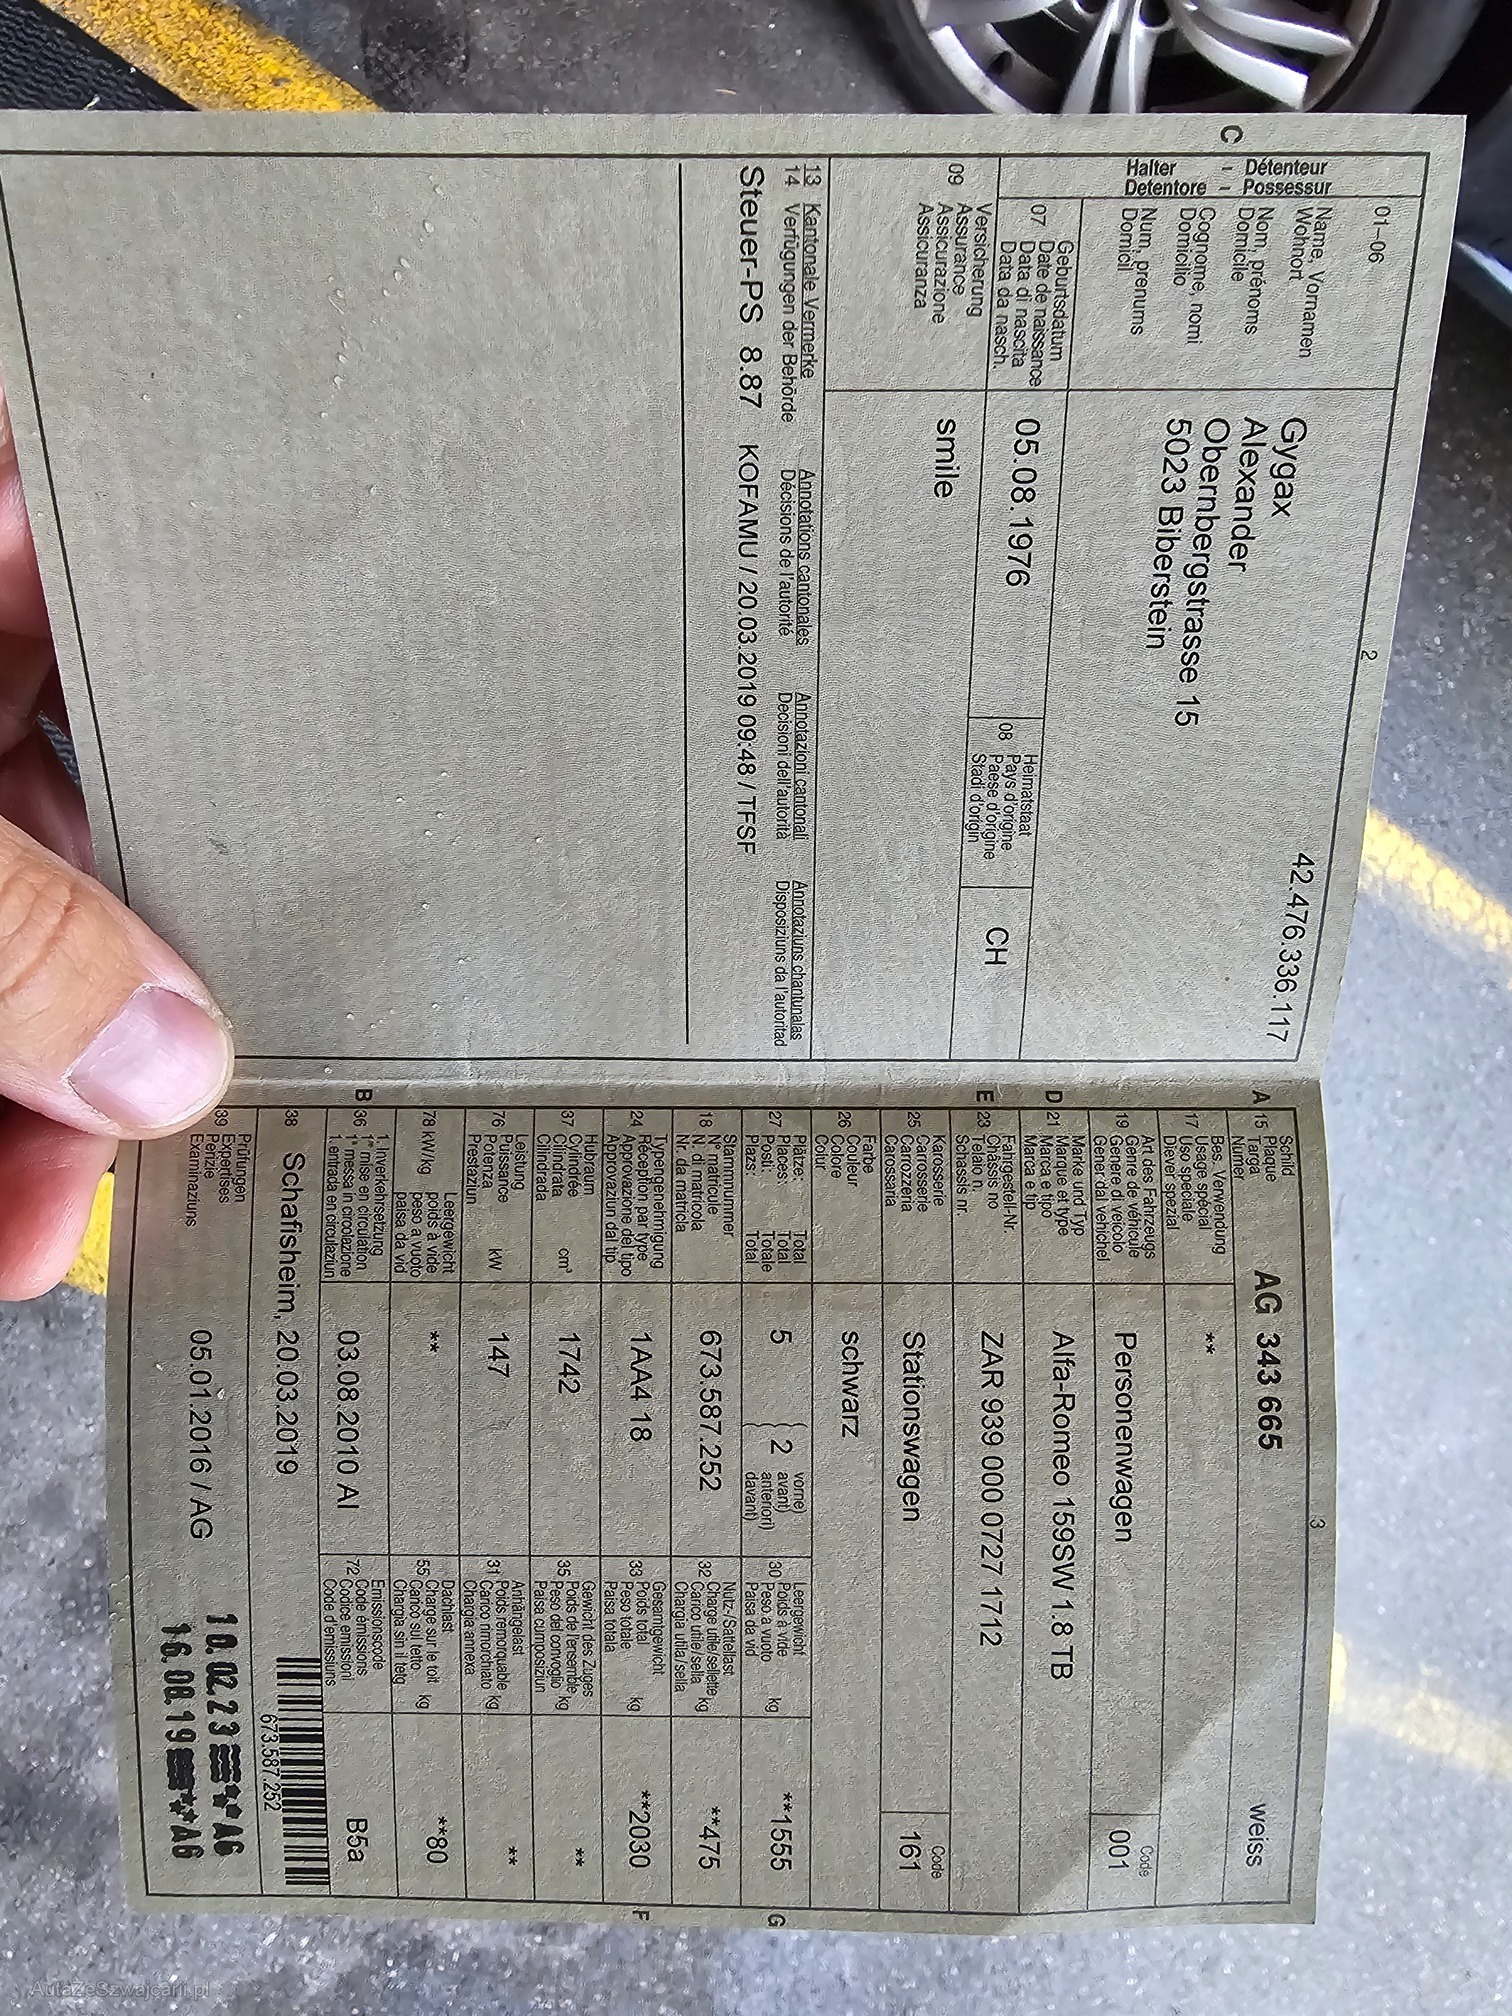 2
01–06
Name, Vornamen
Wohnort
Nom, prénoms
Domicile
Cognome, nomi
Domicilio
Num, prenums
Domicil
C
Détenteur - Halter
Possessur - Detentore
42.476.336.117
Gygax
Alexander
Obernbergstrasse 15
5023 Biberstein
07
Geburtsdatum
Date de naissance
Data di nascita
Data da nasch.
05.08.1976
08
Heimatstaat
Pays d'origine
Paese d'origine
Stadi d'origin
CH
09
Versicherung
Assurance
Assicurazione
Assicuranza
smile
13 Kantonale Vermerke Annotations cantonales Annotazioni cantonali Annotaziuns chantunalas
14 Verfügungen der Behörde Décisions de l'autorité Decisioni dell'autorità Disposiziuns da l'autoritad
Steuer-PS 8.87 KOFAMU / 20.03.2019 09:48 / TFSF
3
A 15
Schild
Plaque
Targa
Numer
AG 343 665 weiss
17
Bes. Verwendung
Usage spécial
Uso speciale
Dievel spezial
**
19
Art des Fahrzeugs
Genre de véhicule
Genere di veicolo
Gener dal vehichel
Personenwagen
Code
001
D 21
Marke und Typ
Marque et type
Marca e tipo
Marca e tip
Alfa-Romeo 159SW 1.8 TB
E 23
Fahrgestell-Nr.
Châssis no
Telaio n.
Schassis nr.
ZAR 939 000 0727 1712
25
Karosserie
Carrosserie
Carozzeria
Carossaria
Stationswagen
Code
161
26
Farbe
Couleur
Colore
Colur
schwarz
27
Plätze: Total
Places: Total
Posti: Totale
Plazs: Total
5
2
vorne)
avant)
anteriori)
davant)
30
Leergewicht
Poids à vide
Peso a vuoto
Paisa da vid
kg
**1555
G
18
Stammnummer
N° matricule
N. di matricola
Nr. da matricla
673.587.252
32
Nutz-/Sattellast
Charge utile/sellette kg
Carico utile/sella
Chargia utila/sella
**475
24
Typengenehmigung
Réception par type
Approvazione del tipo
Approvaziun dal tip
1AA4 18
33
Gesamtgewicht
Poids total
Peso totale
Paisa totala
kg
**2030
F
37
Hubraum
Cylindrée
Cilindrata
Cilindrada
cm³
1742
35
Gewicht des Zuges
Poids de l'ensemble kg
Peso del convoglio
Paisa cumposiziun
**
76
Leistung
Puissance
Potenza
Prestaziun
kW
147
31
Anhängelast
Poids remorquable kg
Carico rimorchiato
Chargia annexa
**
78 kW/kg
Leergewicht
poids à vide
peso a vuoto
paisa da vid
**
55
Dachlast
Charge sur le toit
Carico sul tetto
Chargia sin il tetg
kg
**80
B 36
1. Inverkehrsetzung
1re mise en circulation
1a messa in circolazione
1. entrada en circulaziun
03.08.2010 AI
72
Emissionscode
Code émissions
Codice emissioni
Code d'emissiuns
B5a
38
Schafisheim, 20.03.2019
673.587.252
39
Prüfungen
Expertises
Perizie
Examinaziuns
05.01.2016 / AG
10.02.23 AG
16.08.19 AG
AutaZeSzwajcarii.pl